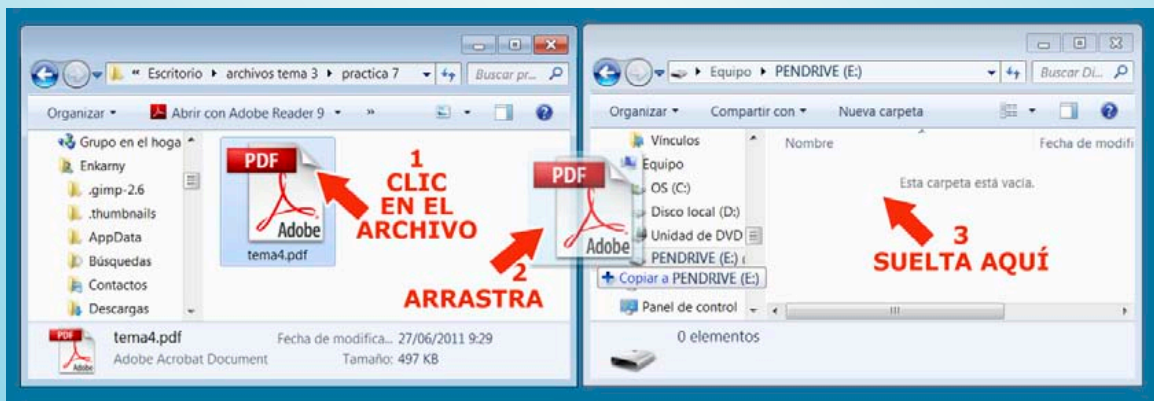 « Escritorio ▸ archivos tema 3 ▸ practica 7
Buscar pr...
Organizar
Abrir con Adobe Reader 9
»
Grupo en el hoga
Enkarny
.gimp-2.6
.thumbnails
AppData
Búsquedas
Contactos
Descargas
PDF
Adobe
tema4.pdf
1
CLIC
EN EL
ARCHIVO
2
ARRASTRA
PDF
Adobe
tema4.pdf
Fecha de modifica... 27/06/2011 9:29
Adobe Acrobat Document
Tamaño: 497 KB
PDF
Adobe
Equipo ▸ PENDRIVE (E:)
Buscar Di...
Organizar
Compartir con
Nueva carpeta
Vínculos
Equipo
OS (C:)
Disco local (D:)
Unidad de DVD
PENDRIVE (E:)
Copiar a PENDRIVE (E:)
Panel de control
Nombre
Fecha de modifi
Esta carpeta está vacía.
3
SUELTA AQUÍ
0 elementos